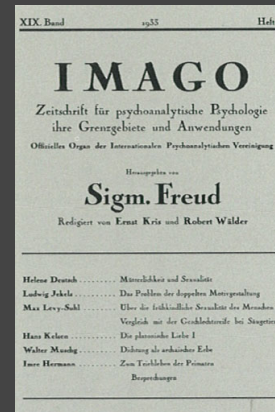 XIX. Band 1933 Heft
IMAGO
Zeitschrift für psychoanalytische Psychologie
ihre Grenzgebiete und Anwendungen
Offizielles Organ der Internationalen Psychoanalytischen Vereinigung
Herausgegeben von
Sigm. Freud
Redigiert von Ernst Kris und Robert Wälder
Helene Deutsch ........ Mütterlichkeit und Sexualität
Ludwig Jekels ........ Das Problem der doppelten Motivgestaltung
Max Levy-Suhl ........ Über die frühkindliche Sexualität des Menschen
Vergleich mit der Geschlechtsreife bei Säugetier
Hans Kelsen ........ Die platonische Liebe I
Walter Muschg ........ Dichtung als archaischer Erbe
Imre Hermann ........ Zum Triebleben der Primaten
Besprechungen